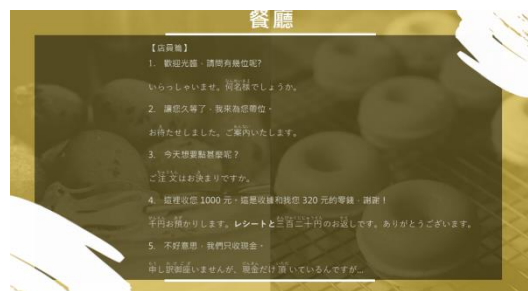 餐廳
【店員篇】
1. 歡迎光臨，請問有幾位呢?
いらっしゃいませ。何名様でしょうか。
2. 讓您久等了，我來為您帶位。
お待たせしました。ご案内いたします。
3. 今天想要點甚麼呢？
ご注文はお決まりですか。
4. 這裡收您 1000 元，這是收據和找您 320 元的零錢，謝謝！
千円お預かりします。レシートと三百二十円のお返しです。ありがとうございます。
5. 不好意思，我們只收現金。
申し訳御座いませんが、現金だけ頂いているんですが…